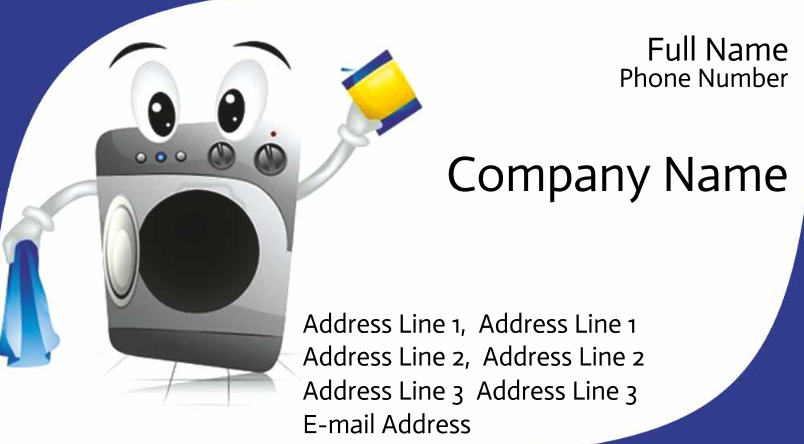 Full Name
Phone Number
Company Name
Address Line 1,  Address Line 1
Address Line 2,  Address Line 2
Address Line 3  Address Line 3
E-mail Address